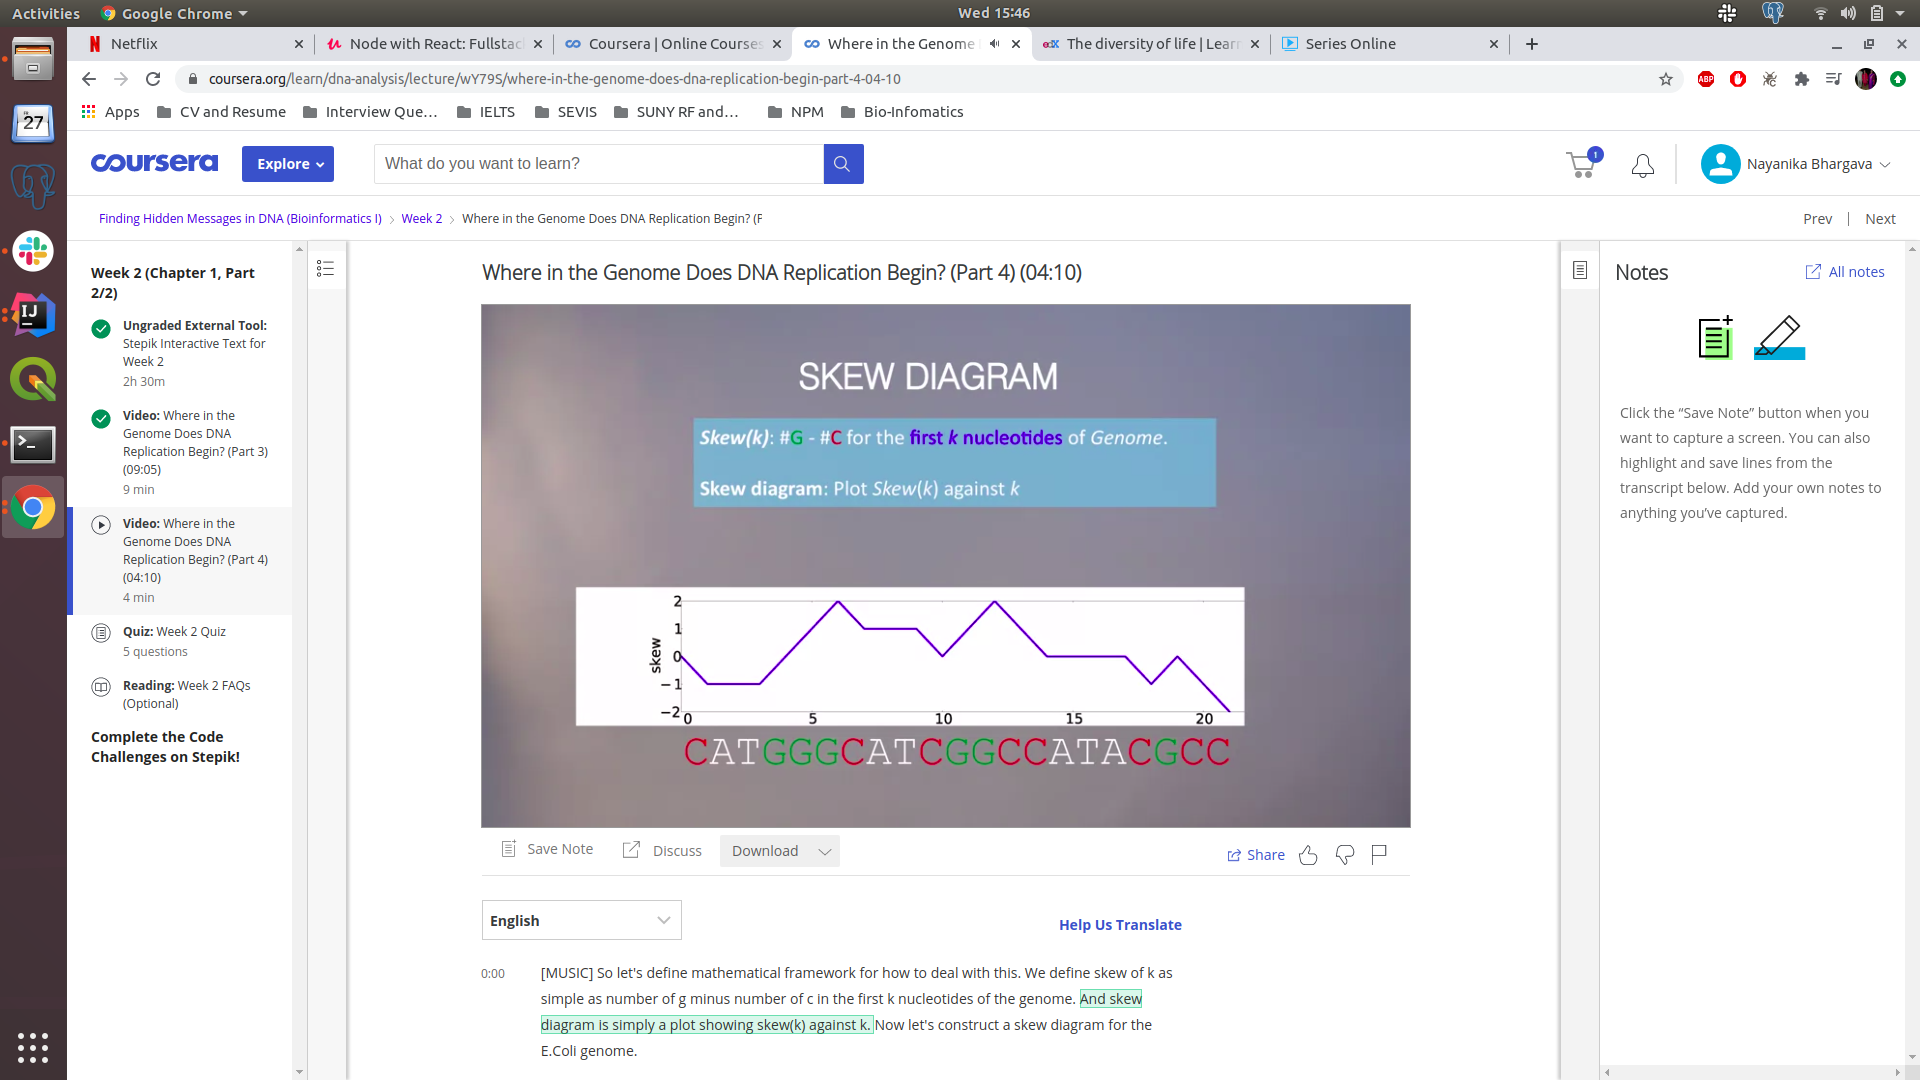 Activities
Google Chrome
Wed 15:46
Netflix
Node with React: Fullstac
Coursera | Online Courses
Where in the Genome
The diversity of life | Lear
Series Online
coursera.org/learn/dna-analysis/lecture/wY79S/where-in-the-genome-does-dna-replication-begin-part-4-04-10
ABP
Apps
CV and Resume
Interview Que...
IELTS
SEVIS
SUNY RF and...
NPM
Bio-Infomatics
27
IJ
coursera
Explore
What do you want to learn?
1
Nayanika Bhargava
Finding Hidden Messages in DNA (Bioinformatics I) > Week 2 > Where in the Genome Does DNA Replication Begin? (F
Prev | Next
Week 2 (Chapter 1, Part
2/2)
Ungraded External Tool:
Stepik Interactive Text for
Week 2
2h 30m
Video: Where in the
Genome Does DNA
Replication Begin? (Part 3)
(09:05)
9 min
Video: Where in the
Genome Does DNA
Replication Begin? (Part 4)
(04:10)
4 min
Quiz: Week 2 Quiz
5 questions
Reading: Week 2 FAQs
(Optional)
Complete the Code
Challenges on Stepik!
Where in the Genome Does DNA Replication Begin? (Part 4) (04:10)
SKEW DIAGRAM
Skew(k): #G - #C for the first k nucleotides of Genome.
Skew diagram: Plot Skew(k) against k
skew
2
1
0
−1
−2
0 5 10 15 20
CATGGGCATCGGCCATACGCC
Save Note
Discuss
Download
Share
English
Help Us Translate
0:00
[MUSIC] So let's define mathematical framework for how to deal with this. We define skew of k as
simple as number of g minus number of c in the first k nucleotides of the genome. And skew
diagram is simply a plot showing skew(k) against k. Now let's construct a skew diagram for the
E.Coli genome.
Notes
All notes
Click the “Save Note” button when you
want to capture a screen. You can also
highlight and save lines from the
transcript below. Add your own notes to
anything you’ve captured.